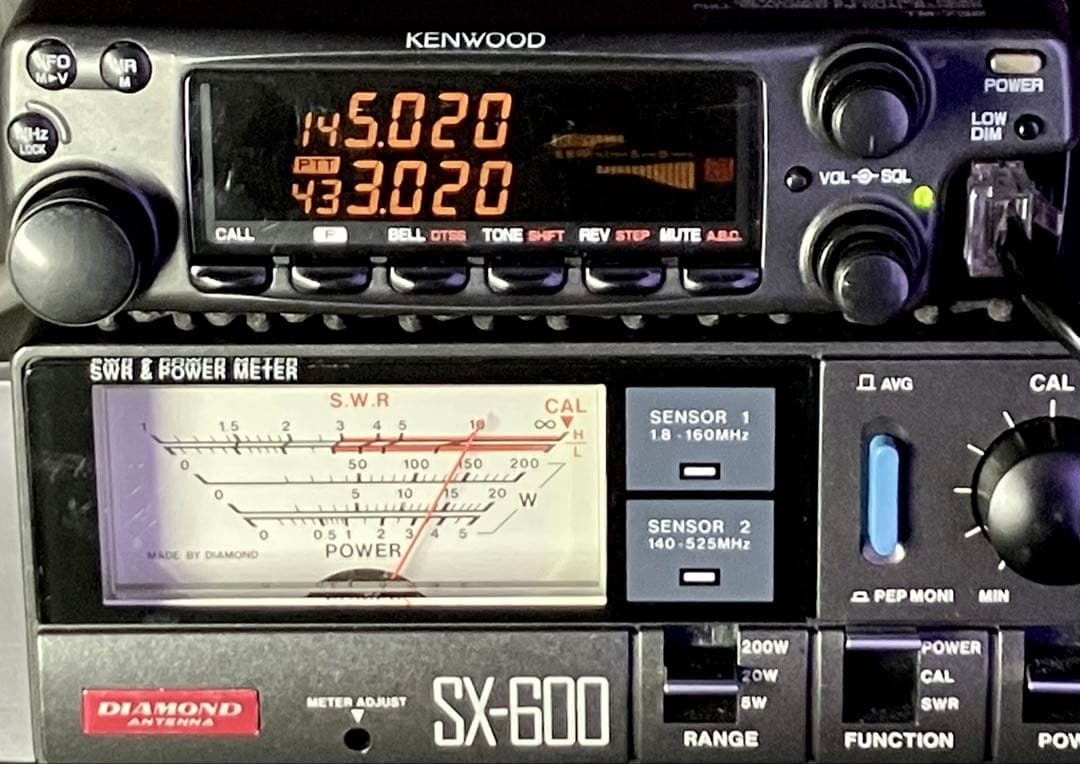 KENWOOD
VFO
M▶V
MR
M
MHz
LOCK
145.020
PTT
433.020
CALL F BELL DTSS TONE SHIFT REV STEP MUTE A.B.C.
POWER
LOW
DIM
VOL SQL
SWR & POWER METER
S.W.R
CAL
1 1.5 2 3 4 5 10 ∞
H
L
0 50 100 150 200
0 5 10 15 20
W
0 0.5 1 2 3 4 5
POWER
MADE BY DIAMOND
SENSOR 1
1.8-160MHz
SENSOR 2
140-525MHz
AVG
CAL
PEP MONI
MIN
DIAMOND
ANTENNA
METER ADJUST
SX-600
200W
20W
5W
RANGE
POWER
CAL
SWR
FUNCTION
POW